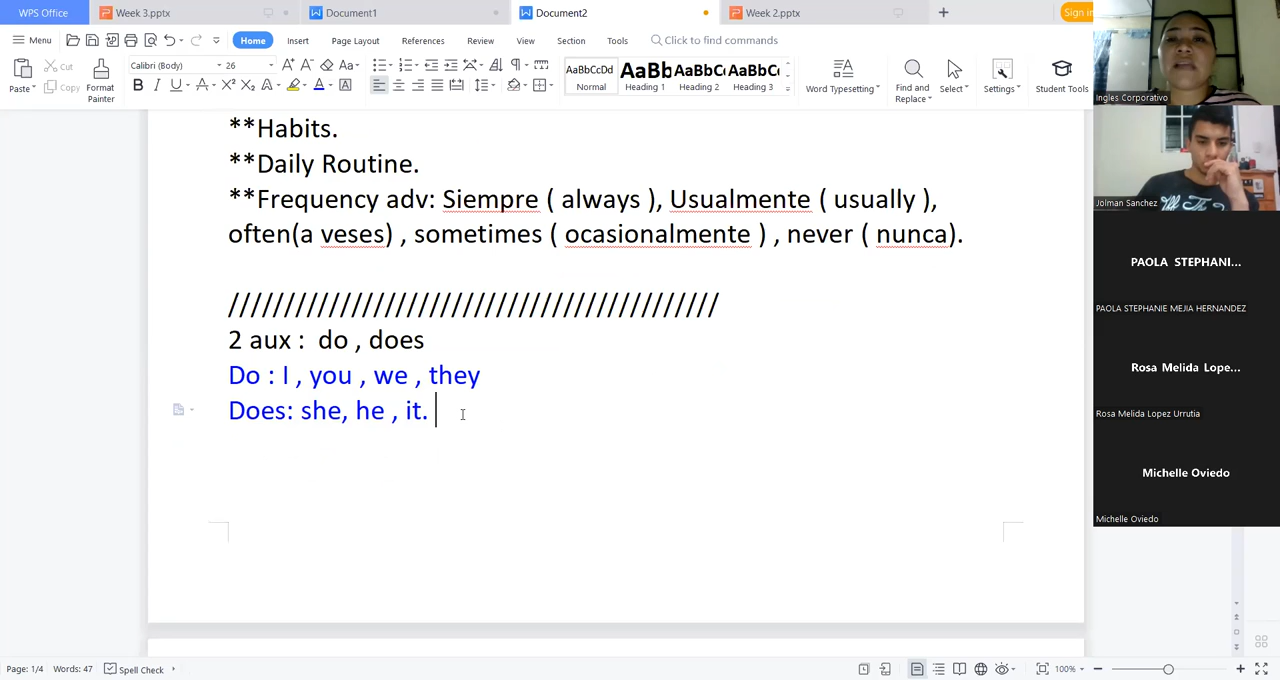 WPS Office
Week 3.pptx
Document1
Document2
Week 2.pptx
Sign in
Menu
Home
Insert
Page Layout
References
Review
View
Section
Tools
Click to find commands
Paste
Cut
Copy
Format Painter
Calibri (Body)
26
AaBbCcDd
Normal
AaBb
Heading 1
AaBbC
Heading 2
AaBbC
Heading 3
Word Typesetting
Find and Replace
Select
Settings
Student Tools
**Habits.
**Daily Routine.
**Frequency adv: Siempre ( always ), Usualmente ( usually ),
often(a veses) , sometimes ( ocasionalmente ) , never ( nunca).
////////////////////////////////////////////
2 aux : do , does
Do : I , you , we , they
Does: she, he , it.
Ingles Corporativo
Jolman Sanchez
PAOLA STEPHANI...
PAOLA STEPHANIE MEJIA HERNANDEZ
Rosa Melida Lope...
Rosa Melida Lopez Urrutia
Michelle Oviedo
Michelle Oviedo
Page: 1/4
Words: 47
Spell Check
100%